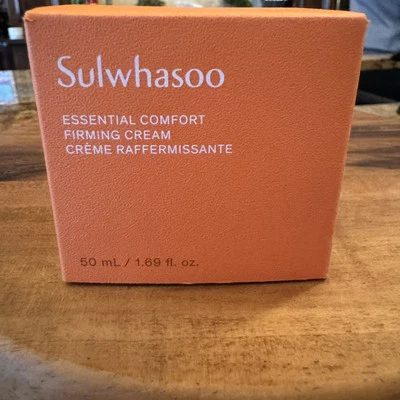 Sulwhasoo
ESSENTIAL COMFORT
FIRMING CREAM
CRÈME RAFFERMISSANTE
50 mL / 1.69 fl. oz.